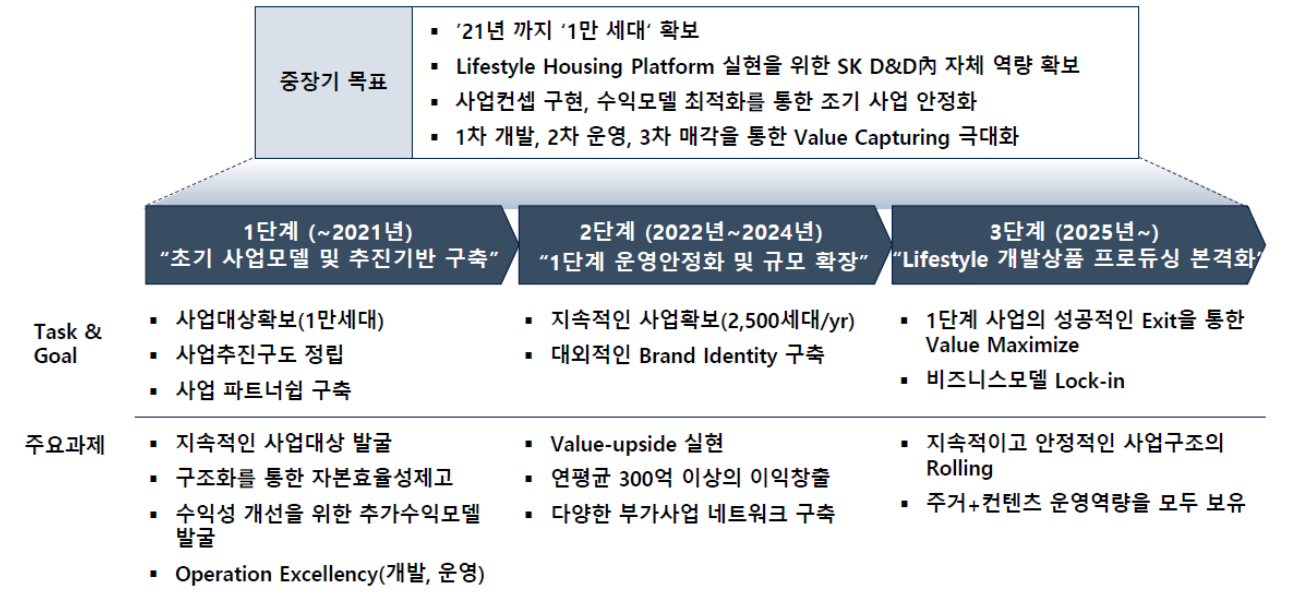 중장기 목표
▪ ’21년 까지 ‘1만 세대‘ 확보
▪ Lifestyle Housing Platform 실현을 위한 SK D&D內 자체 역량 확보
▪ 사업컨셉 구현, 수익모델 최적화를 통한 조기 사업 안정화
▪ 1차 개발, 2차 운영, 3차 매각을 통한 Value Capturing 극대화
1단계 (~2021년)
“초기 사업모델 및 추진기반 구축”
2단계 (2022년~2024년)
“1단계 운영안정화 및 규모 확장”
3단계 (2025년~)
“Lifestyle 개발상품 프로듀싱 본격화“
Task &
Goal
▪ 사업대상확보(1만세대)
▪ 사업추진구도 정립
▪ 사업 파트너쉽 구축
▪ 지속적인 사업확보(2,500세대/yr)
▪ 대외적인 Brand Identity 구축
▪ 1단계 사업의 성공적인 Exit을 통한
Value Maximize
▪ 비즈니스모델 Lock-in
주요과제
▪ 지속적인 사업대상 발굴
▪ 구조화를 통한 자본효율성제고
▪ 수익성 개선을 위한 추가수익모델
발굴
▪ Operation Excellency(개발, 운영)
▪ Value-upside 실현
▪ 연평균 300억 이상의 이익창출
▪ 다양한 부가사업 네트워크 구축
▪ 지속적이고 안정적인 사업구조의
Rolling
▪ 주거+컨텐츠 운영역량을 모두 보유